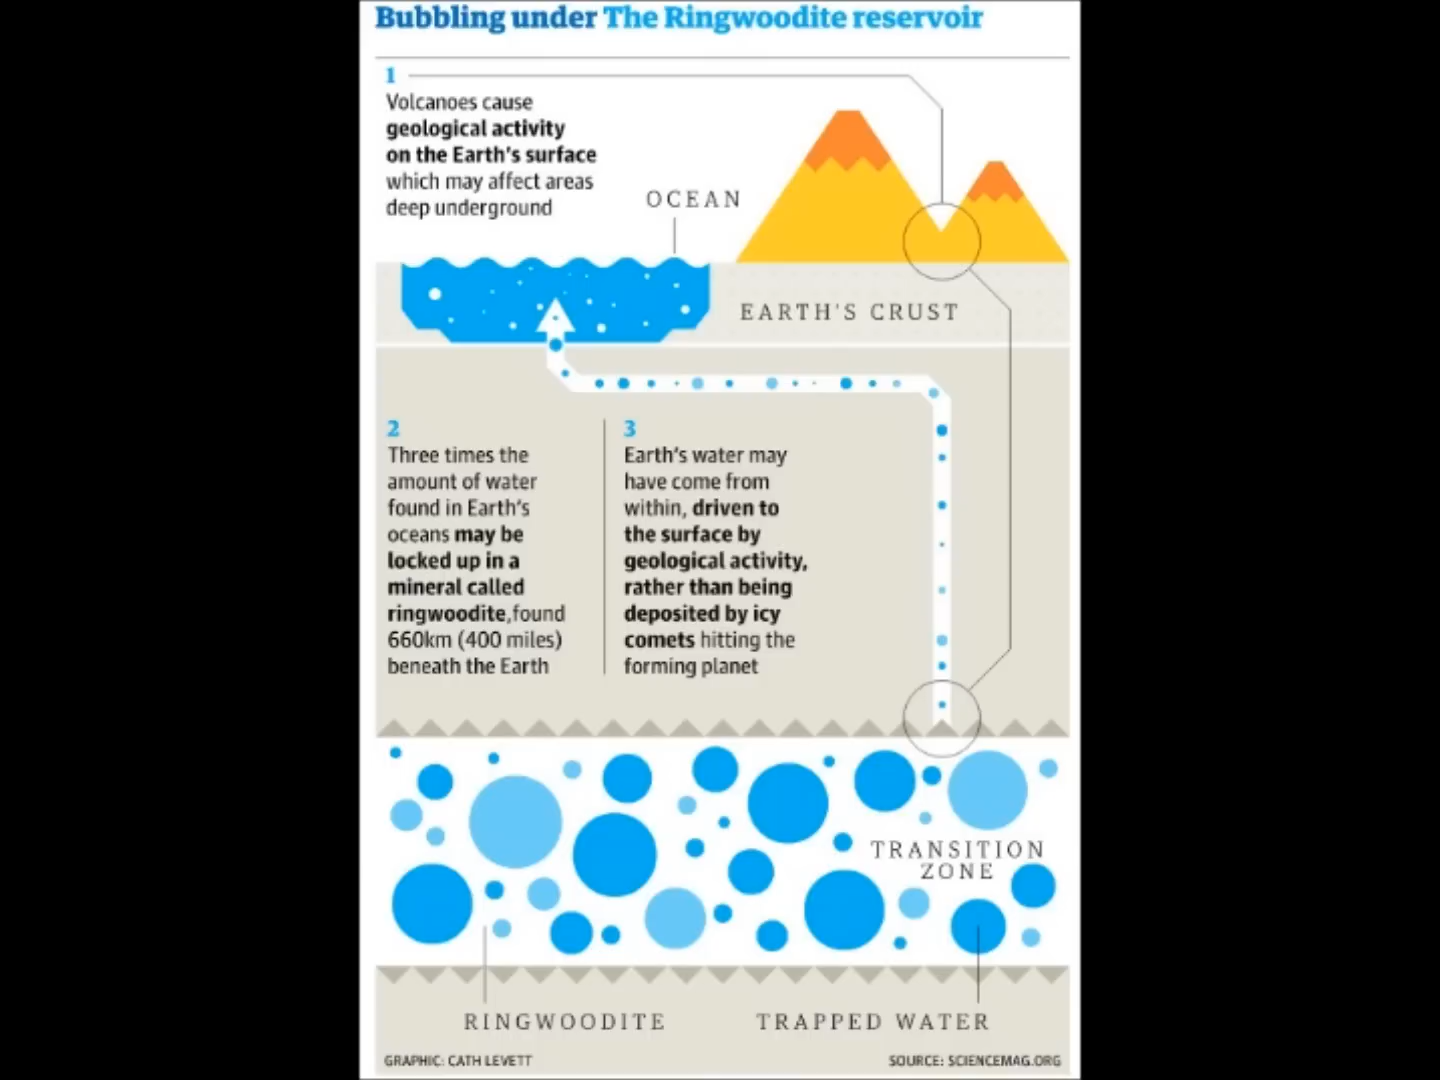 Bubbling under The Ringwoodite reservoir
1
Volcanoes cause
geological activity
on the Earth's surface
which may affect areas
deep underground
OCEAN
EARTH'S CRUST
2
Three times the
amount of water
found in Earth's
oceans may be
locked up in a
mineral called
ringwoodite,found
660km (400 miles)
beneath the Earth
3
Earth's water may
have come from
within, driven to
the surface by
geological activity,
rather than being
deposited by icy
comets hitting the
forming planet
TRANSITION
ZONE
RINGWOODITE
TRAPPED WATER
GRAPHIC: CATH LEVETT
SOURCE: SCIENCEMAG.ORG